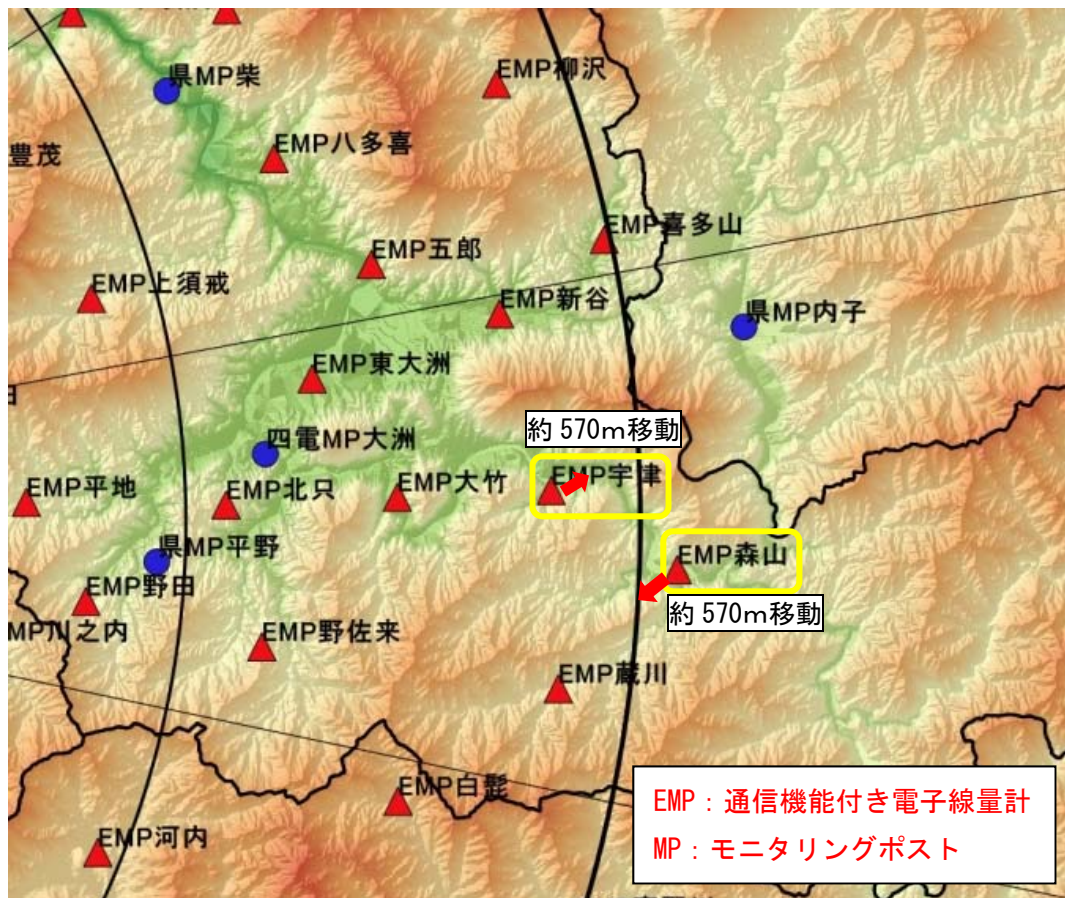 県MP柴
EMP柳沢
EMP八多喜
豊茂
EMP喜多山
EMP五郎
EMP上須戒
EMP新谷
県MP内子
EMP東大洲
約570m移動
四電MP大洲
EMP宇津
EMP大竹
EMP平地
EMP北只
県MP平野
EMP森山
EMP野田
約570m移動
MP川之内
EMP野佐来
EMP蔵川
EMP白髭
EMP河内
EMP:通信機能付き電子線量計
MP:モニタリングポスト